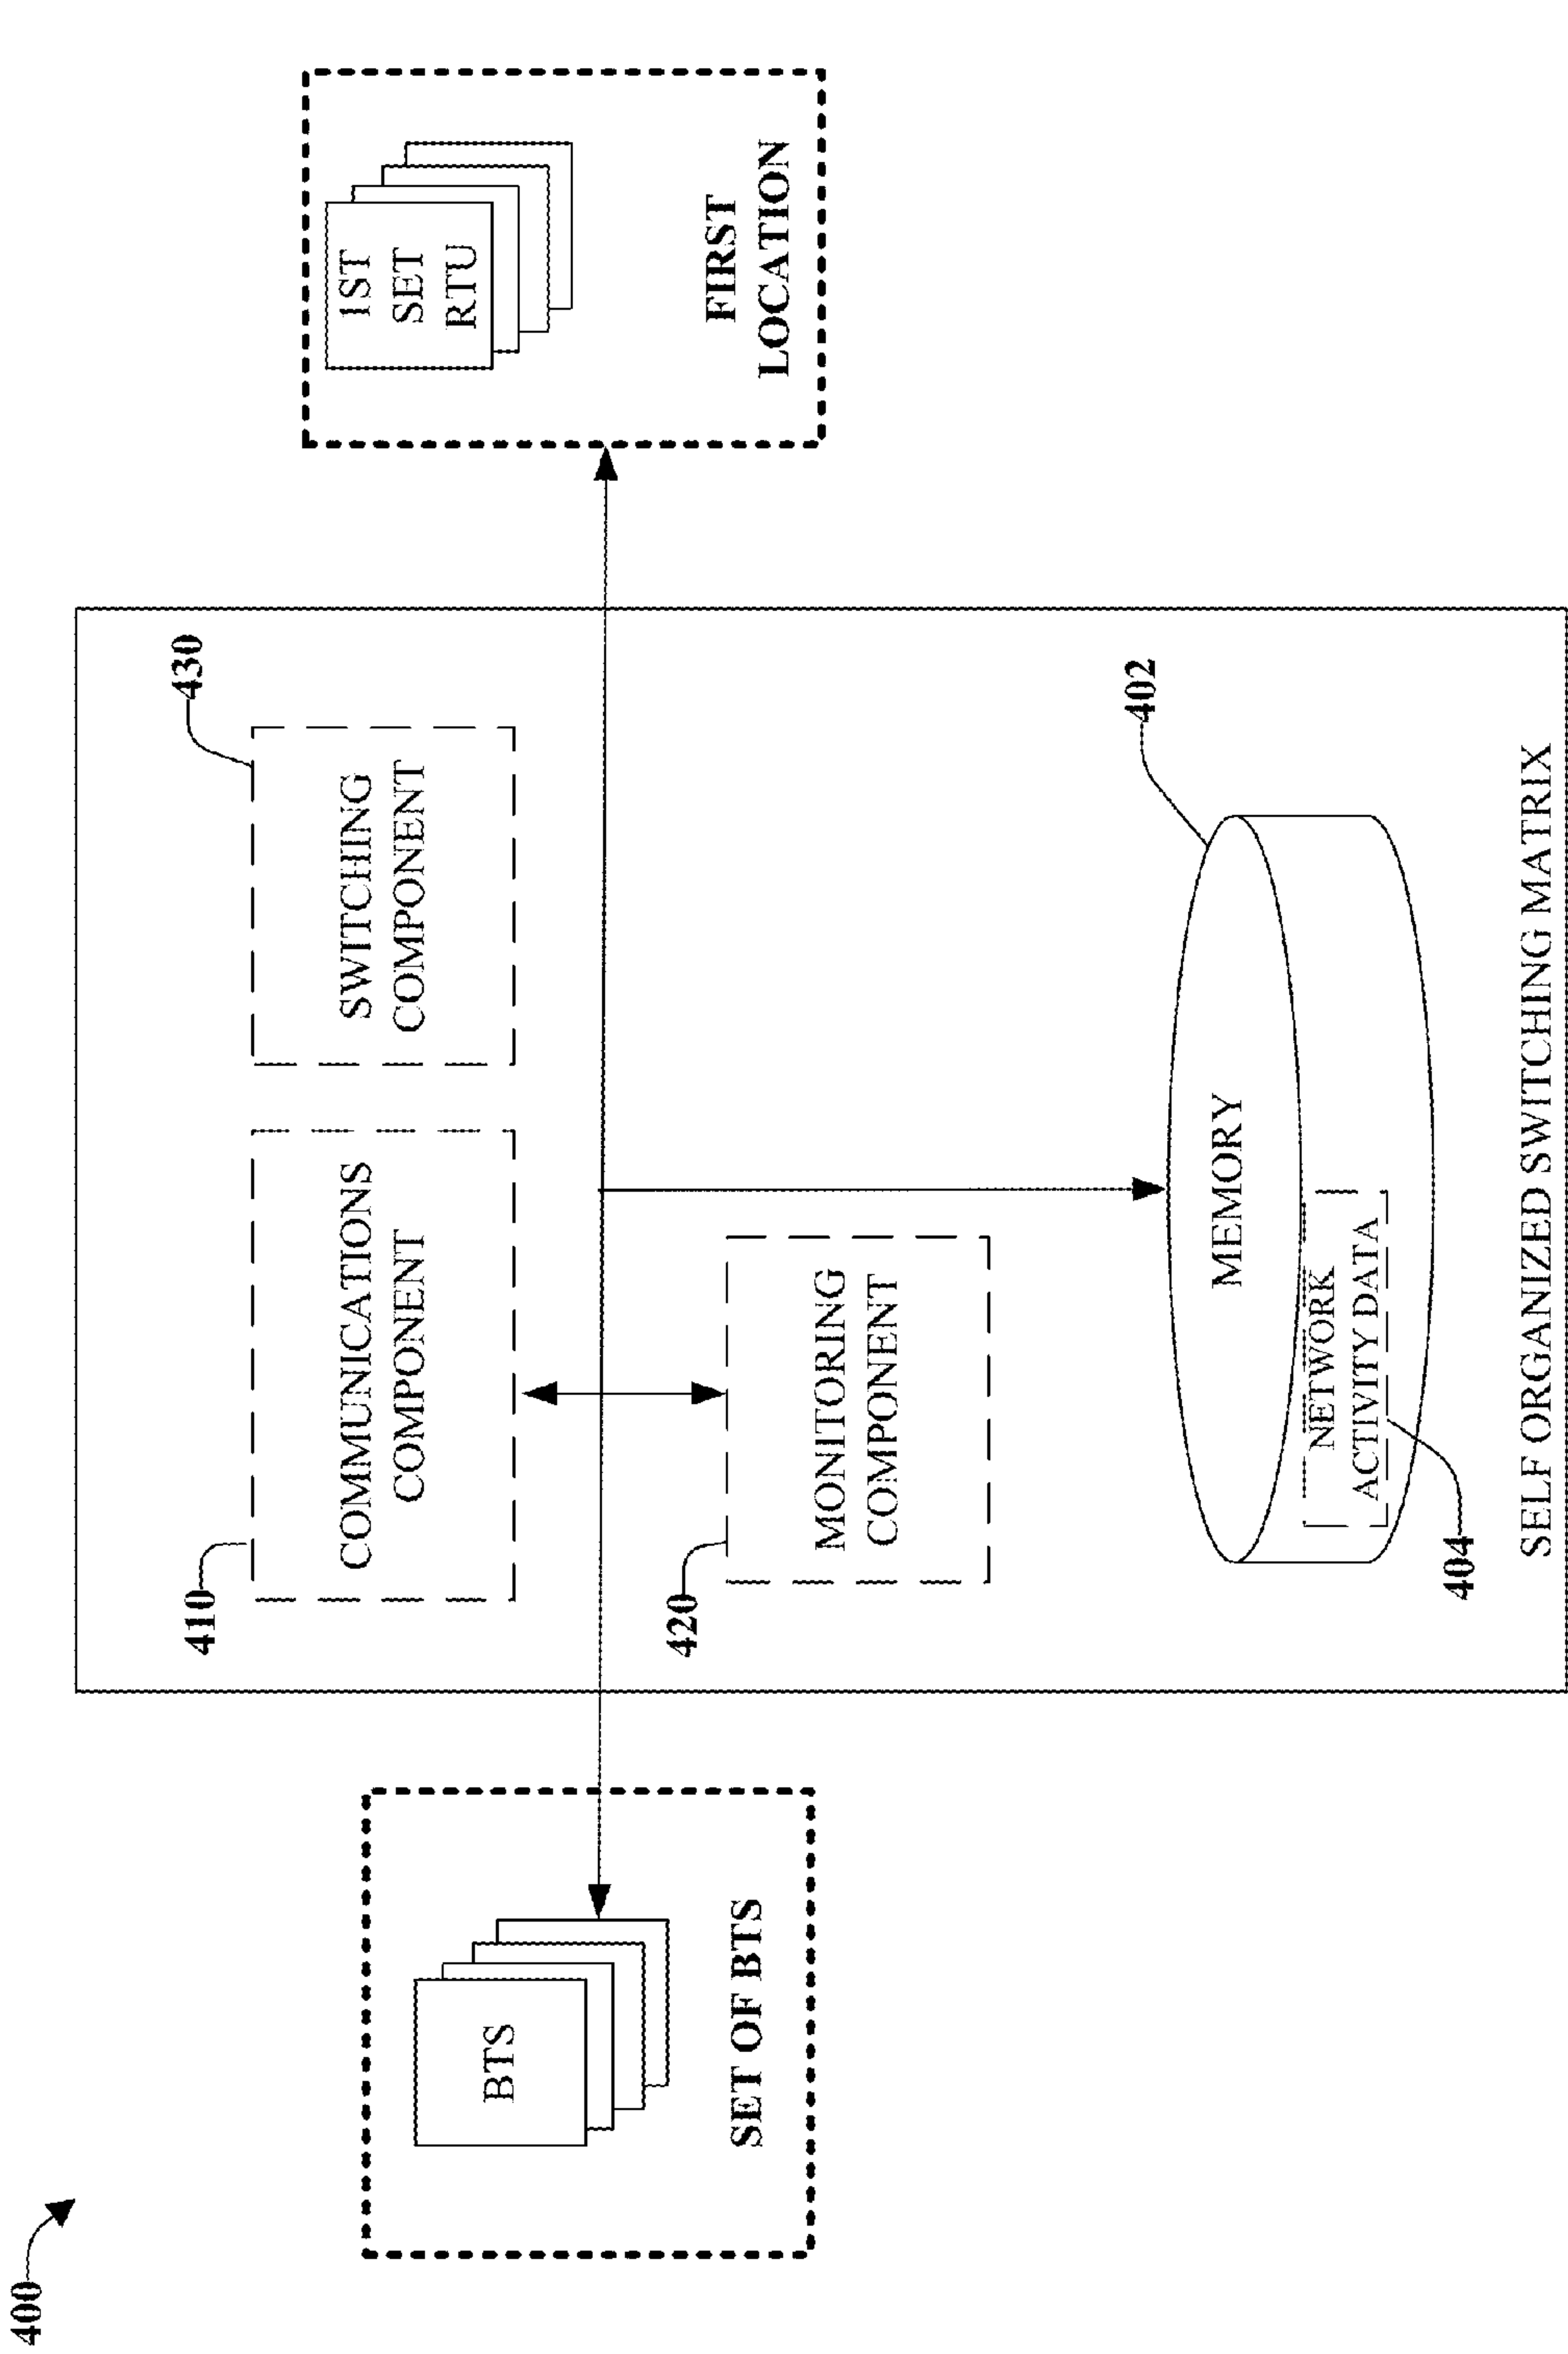 400
BTS
SET OF BTS
410
COMMUNICATIONS
COMPONENT
430
SWITCHING
COMPONENT
420
MONITORING
COMPONENT
402
MEMORY
NETWORK
ACTIVITY DATA
404
SELF ORGANIZED SWITCHING MATRIX
1ST
SET
RTU
FIRST
LOCATION